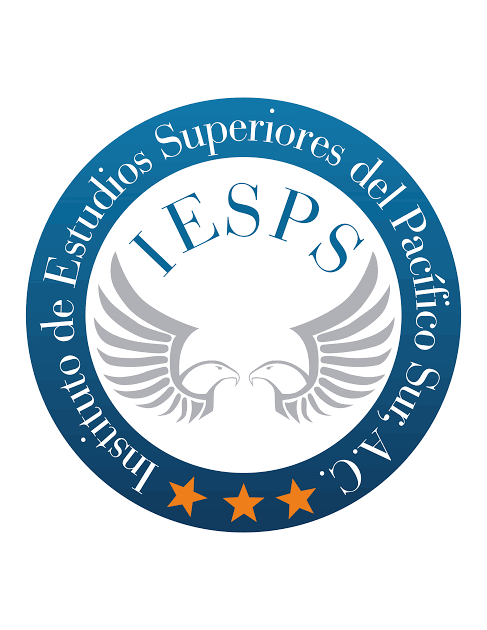 Instituto de Estudios Superiores del Pacífico Sur, A.C.
IESPS